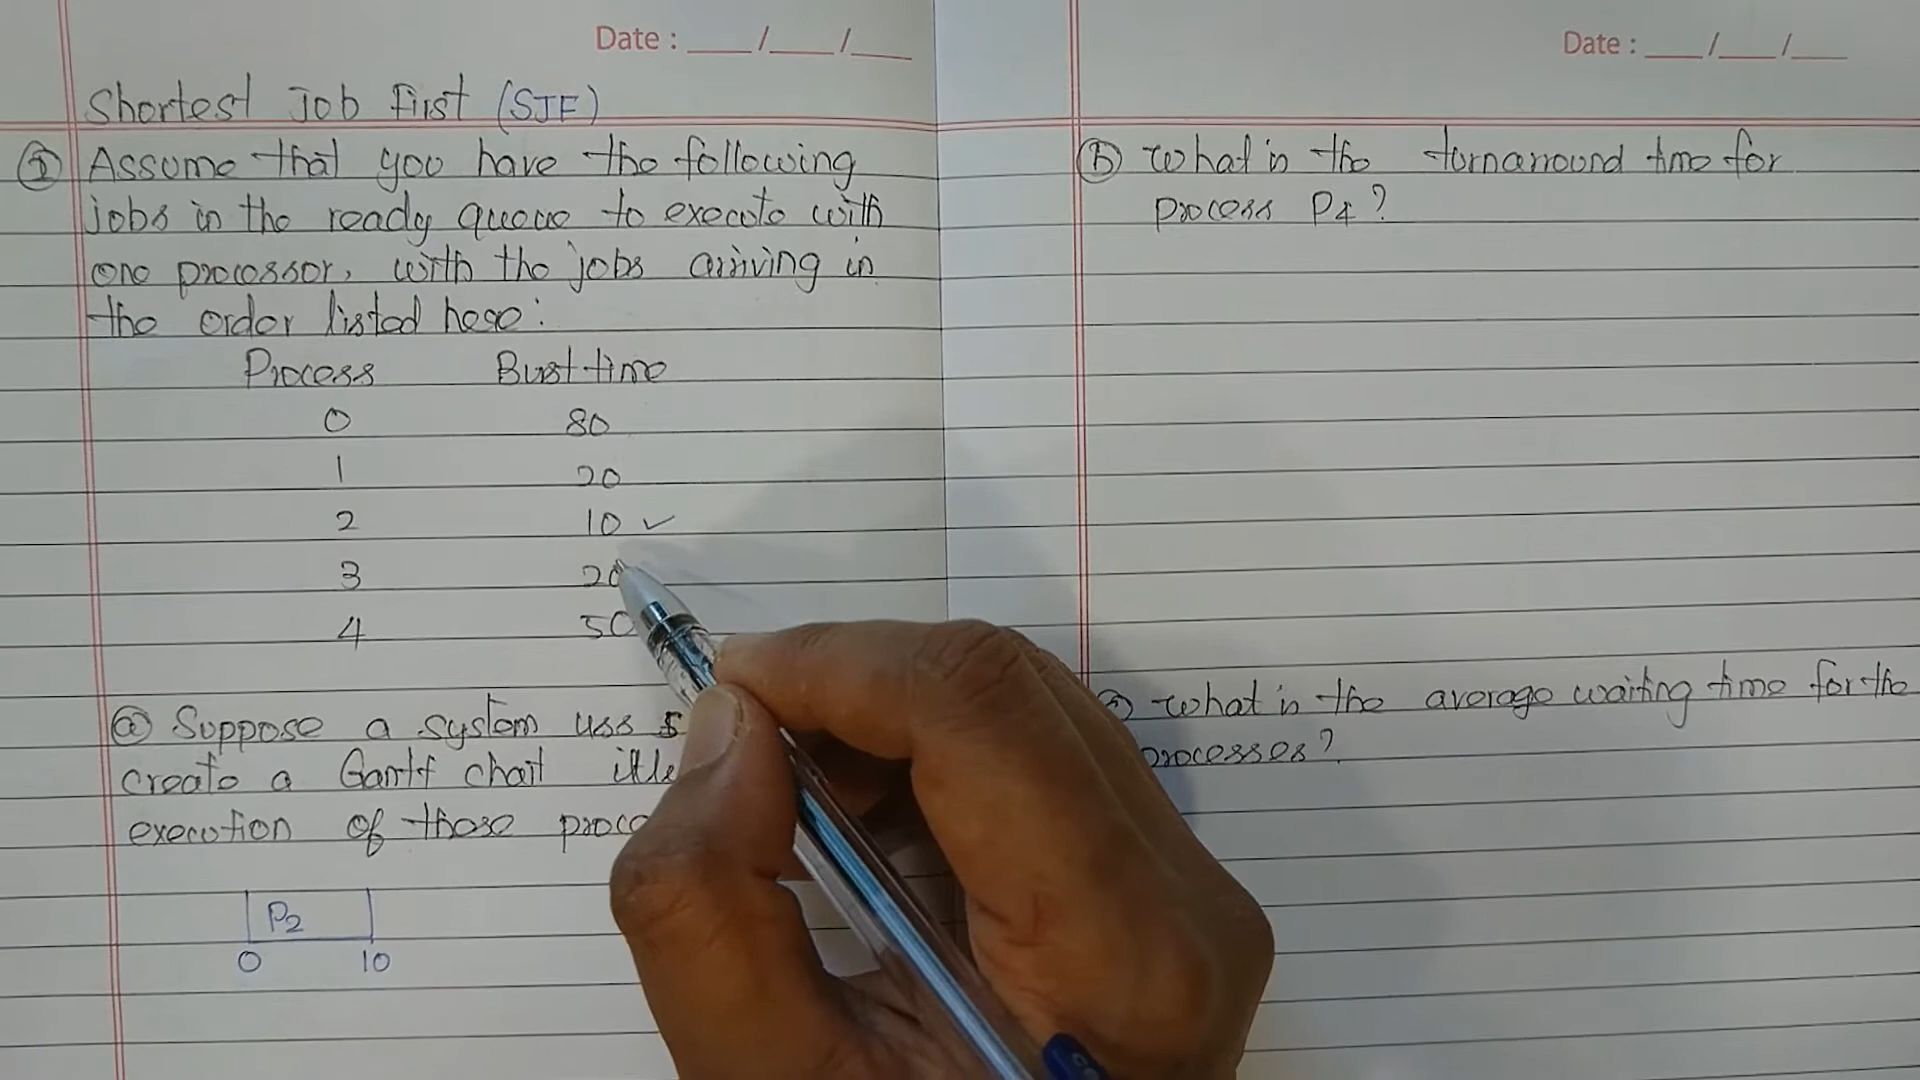 Date : ___/___/___
Shortest Job First (SJF)
① Assume that you have the following
jobs in the ready queue to execute with
one processor, with the jobs arriving in
the order listed here:
Process Burst time
0 80
1 20
2 10 ✓
3 20
4 50
ⓐ Suppose a system uses
create a Gantt chart
execution of these
P2
0 10
Date : ___/___/___
ⓑ What is the turnarround time for
process P4?
What is the average waiting time for the
processes?